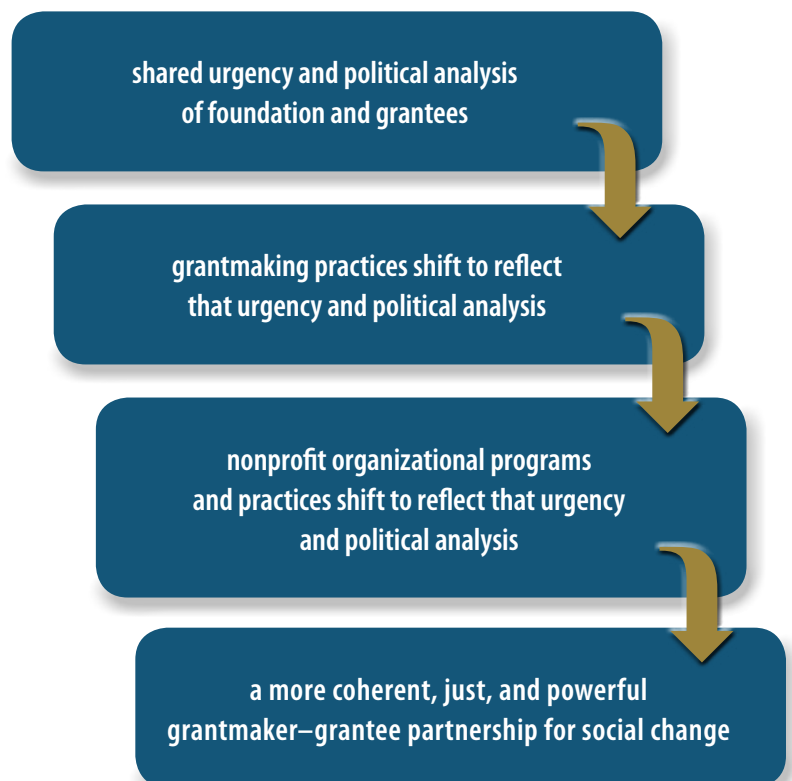 shared urgency and political analysis
of foundation and grantees
grantmaking practices shift to reflect
that urgency and political analysis
nonprofit organizational programs
and practices shift to reflect that urgency
and political analysis
a more coherent, just, and powerful
grantmaker–grantee partnership for social change